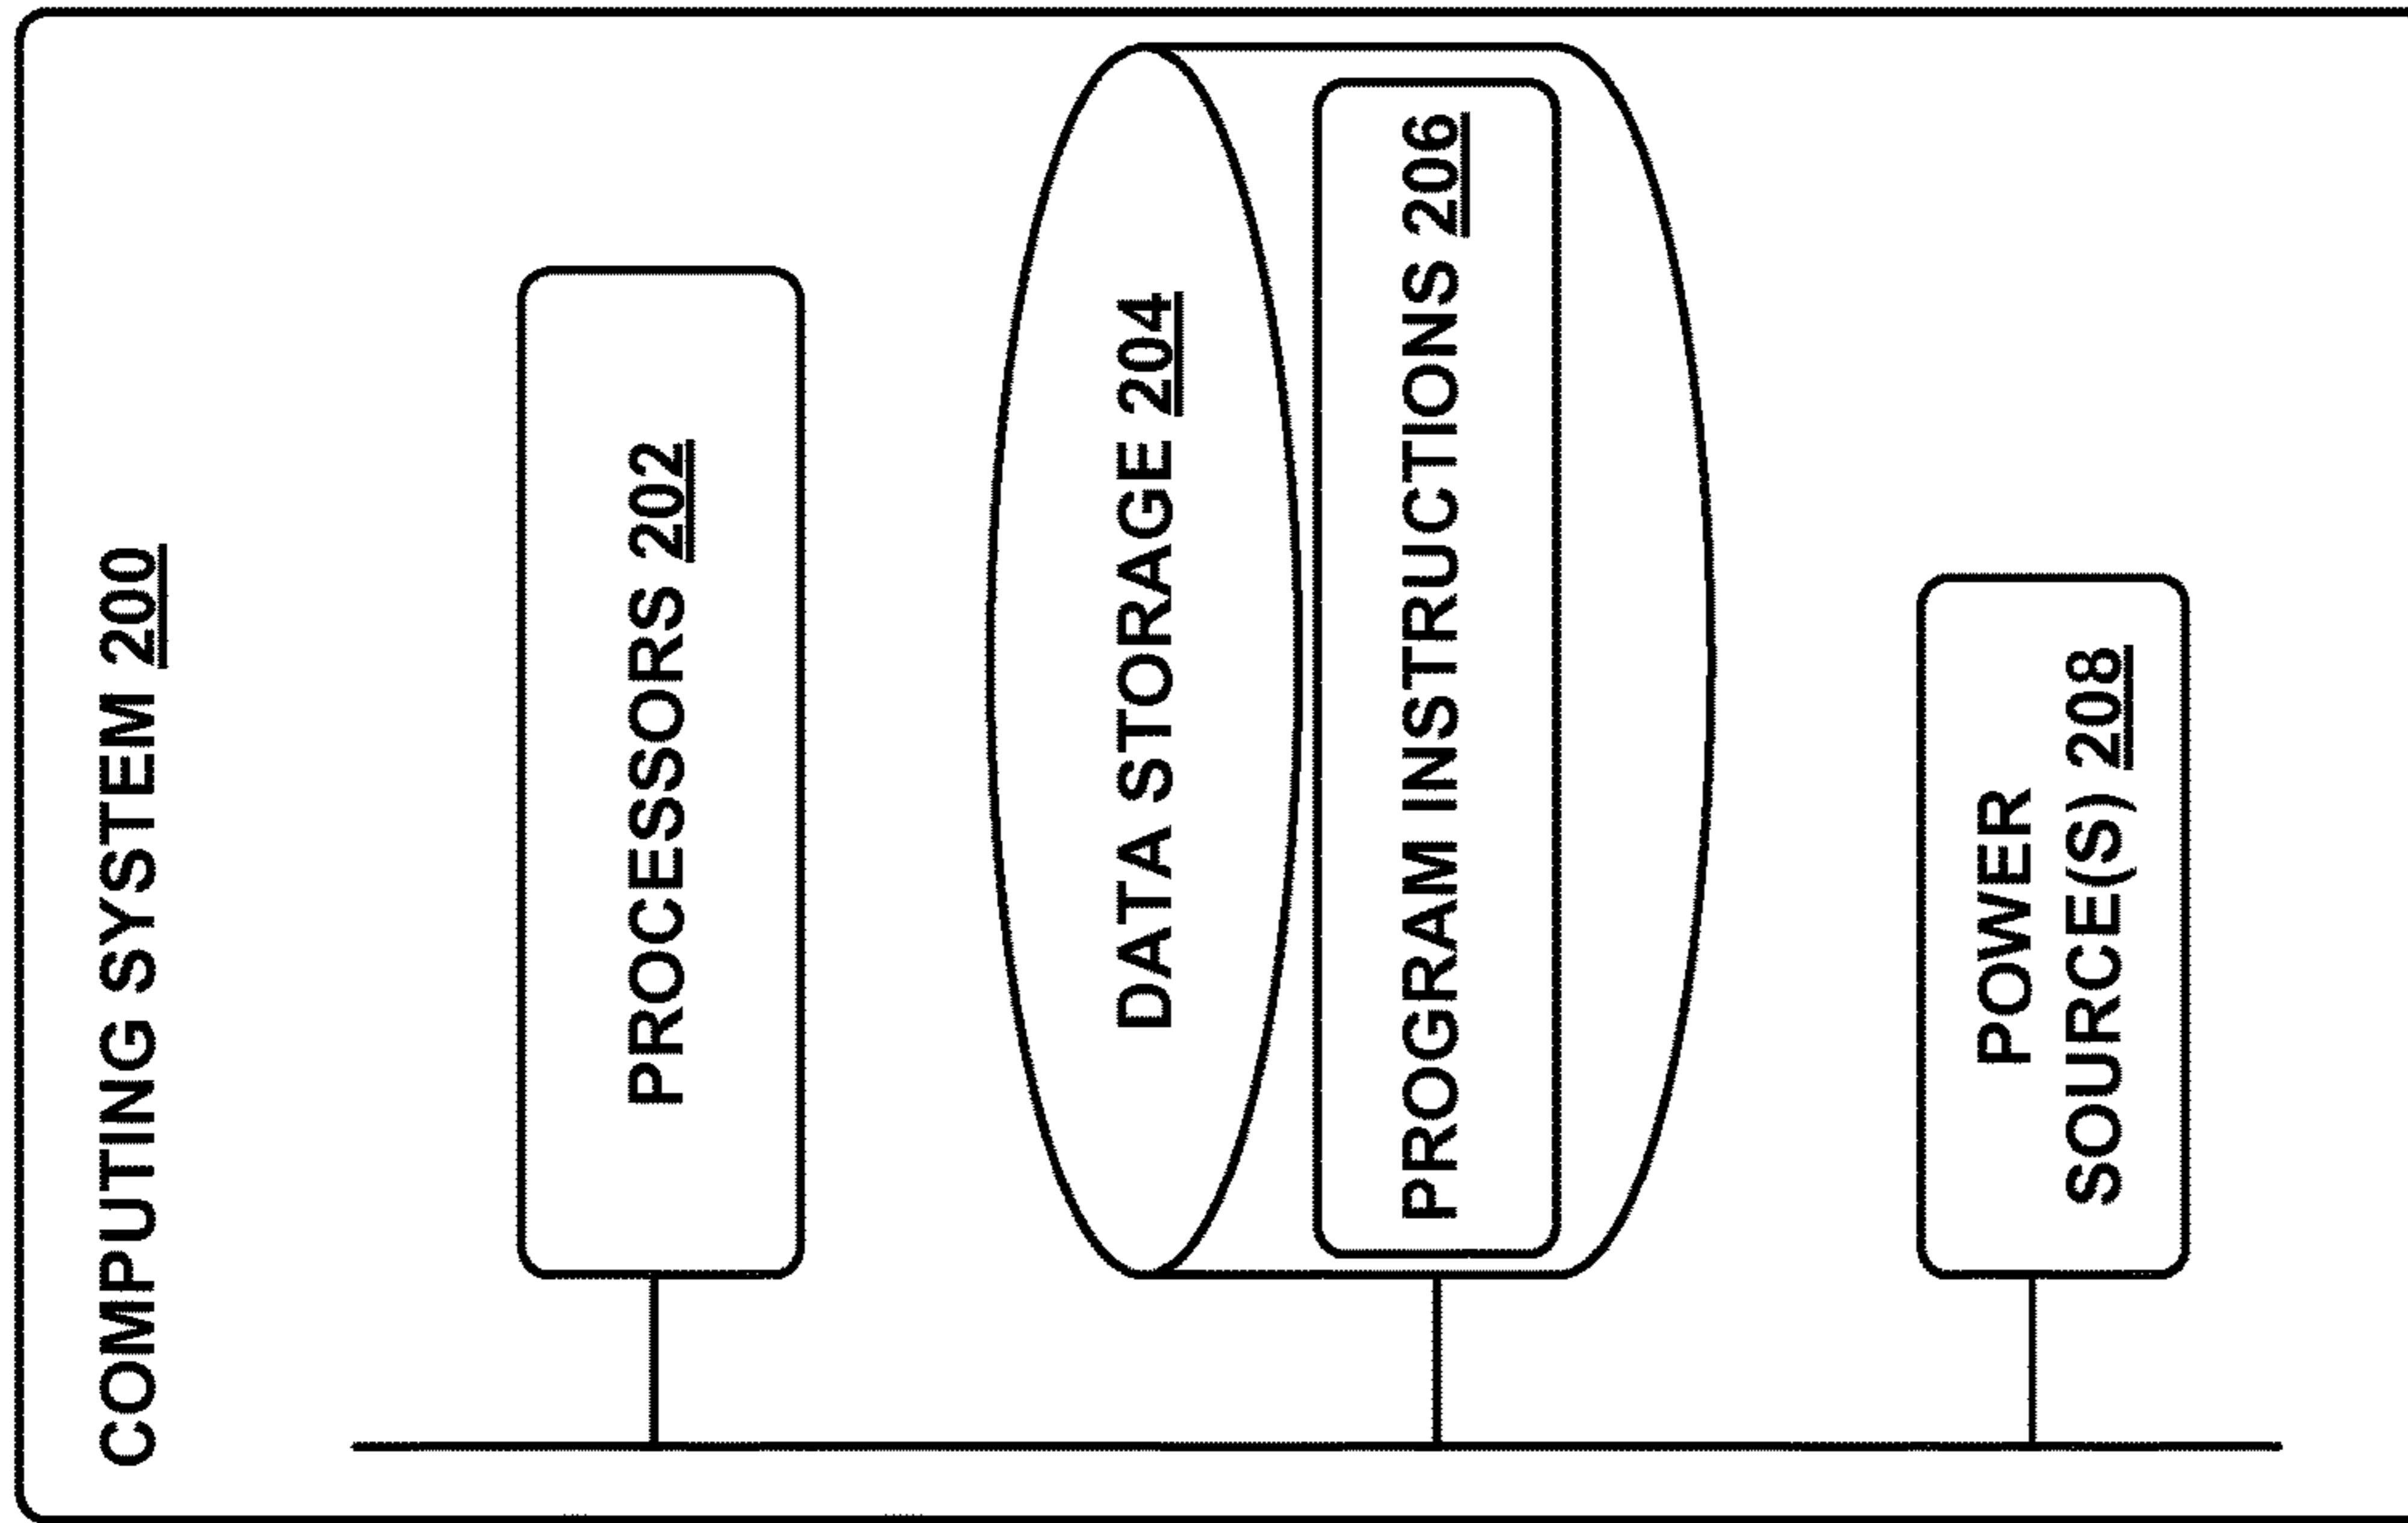 COMPUTING SYSTEM 200
PROCESSORS 202
DATA STORAGE 204
PROGRAM INSTRUCTIONS 206
POWER
SOURCE(S) 208